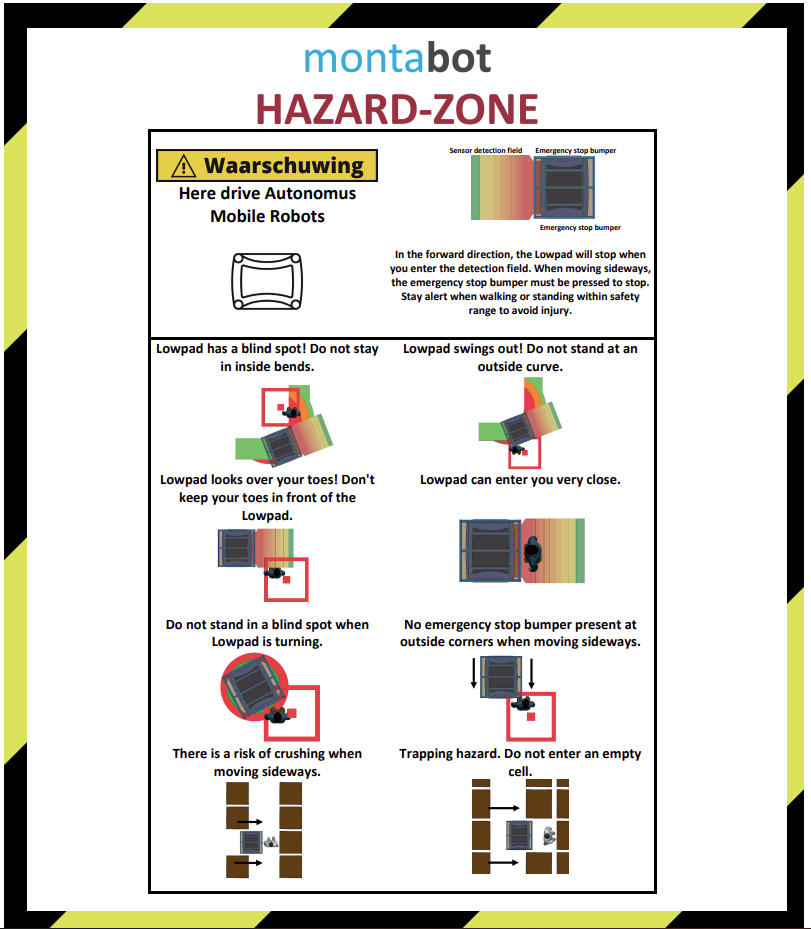 montabot
HAZARD-ZONE
Waarschuwing
Here drive Autonomus
Mobile Robots
Sensor detection field
Emergency stop bumper
Emergency stop bumper
In the forward direction, the Lowpad will stop when
you enter the detection field. When moving sideways,
the emergency stop bumper must be pressed to stop.
Stay alert when walking or standing within safety
range to avoid injury.
Lowpad has a blind spot! Do not stay
in inside bends.
Lowpad swings out! Do not stand at an
outside curve.
Lowpad looks over your toes! Don't
keep your toes in front of the
Lowpad.
Lowpad can enter you very close.
Do not stand in a blind spot when
Lowpad is turning.
No emergency stop bumper present at
outside corners when moving sideways.
There is a risk of crushing when
moving sideways.
Trapping hazard. Do not enter an empty
cell.